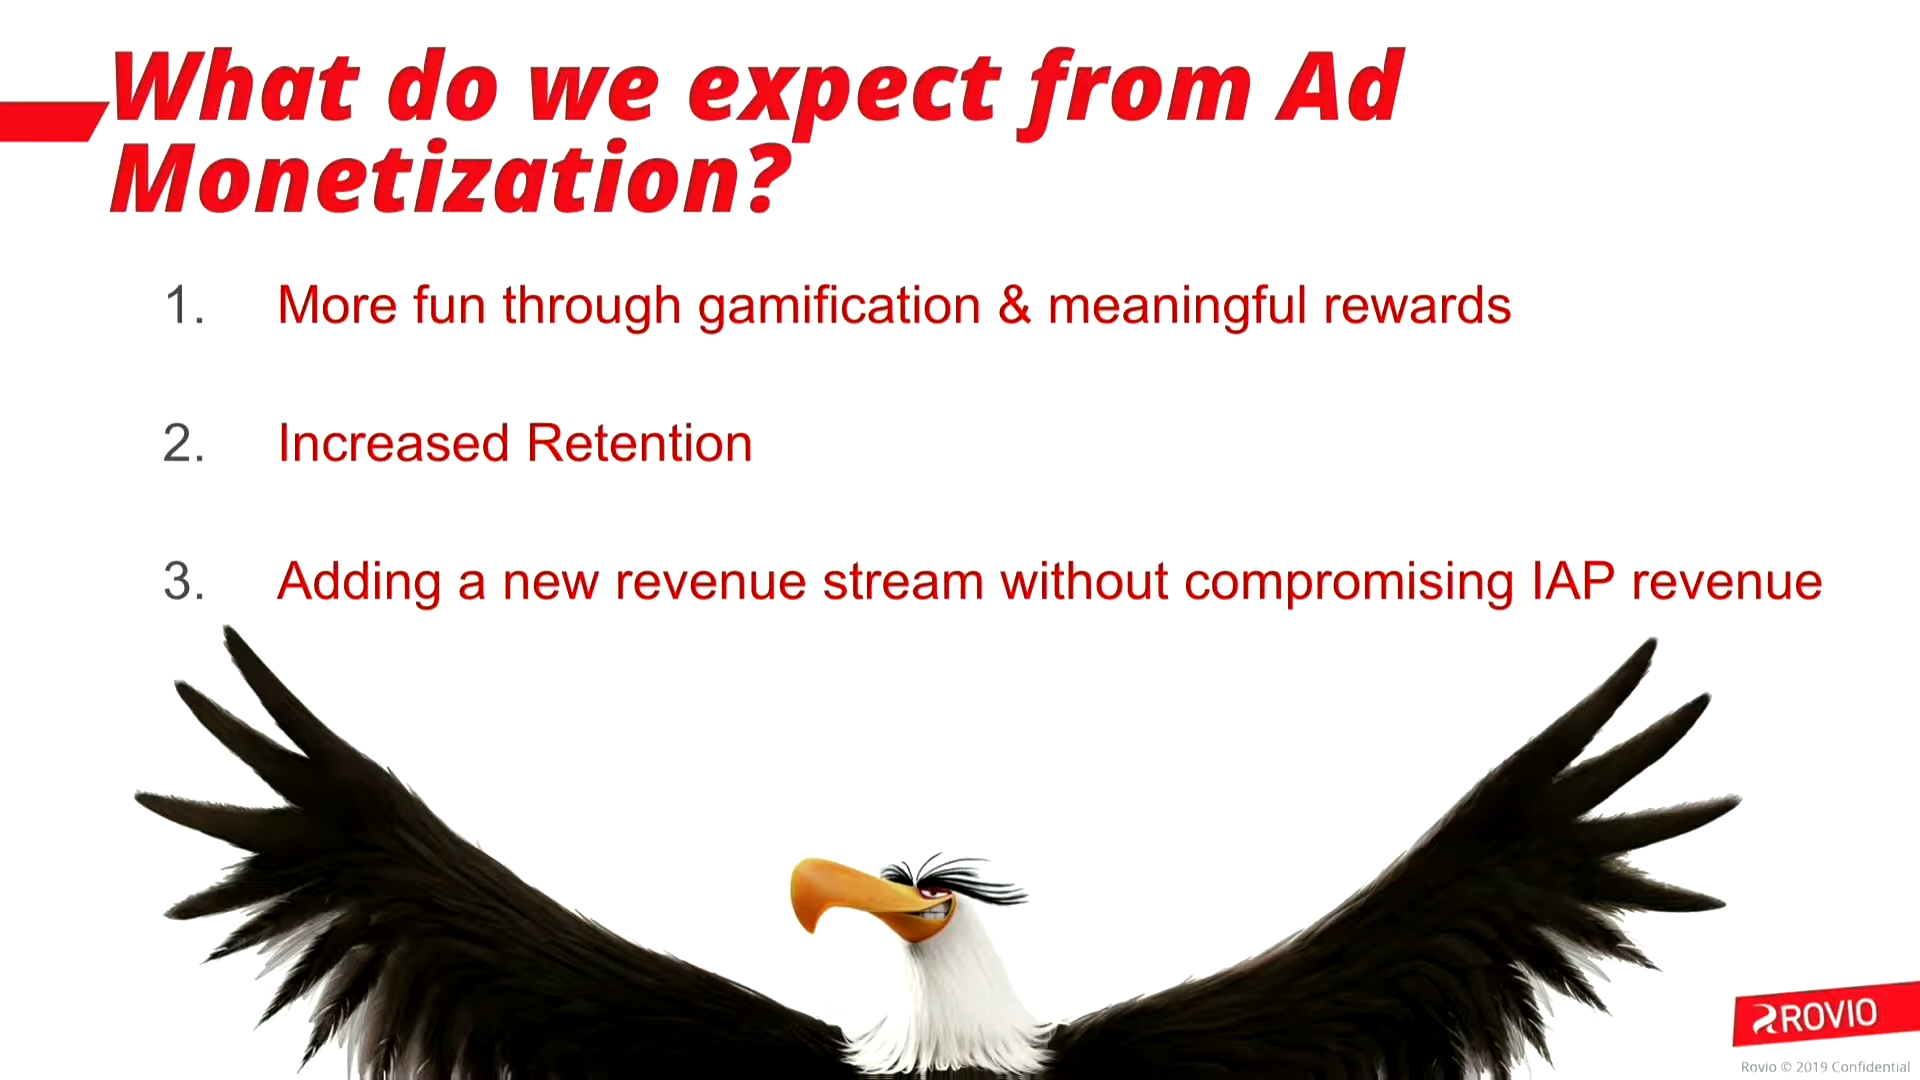 What do we expect from Ad
Monetization?
1. More fun through gamification & meaningful rewards
2. Increased Retention
3. Adding a new revenue stream without compromising IAP revenue
ROVIO
Rovio © 2019 Confidential